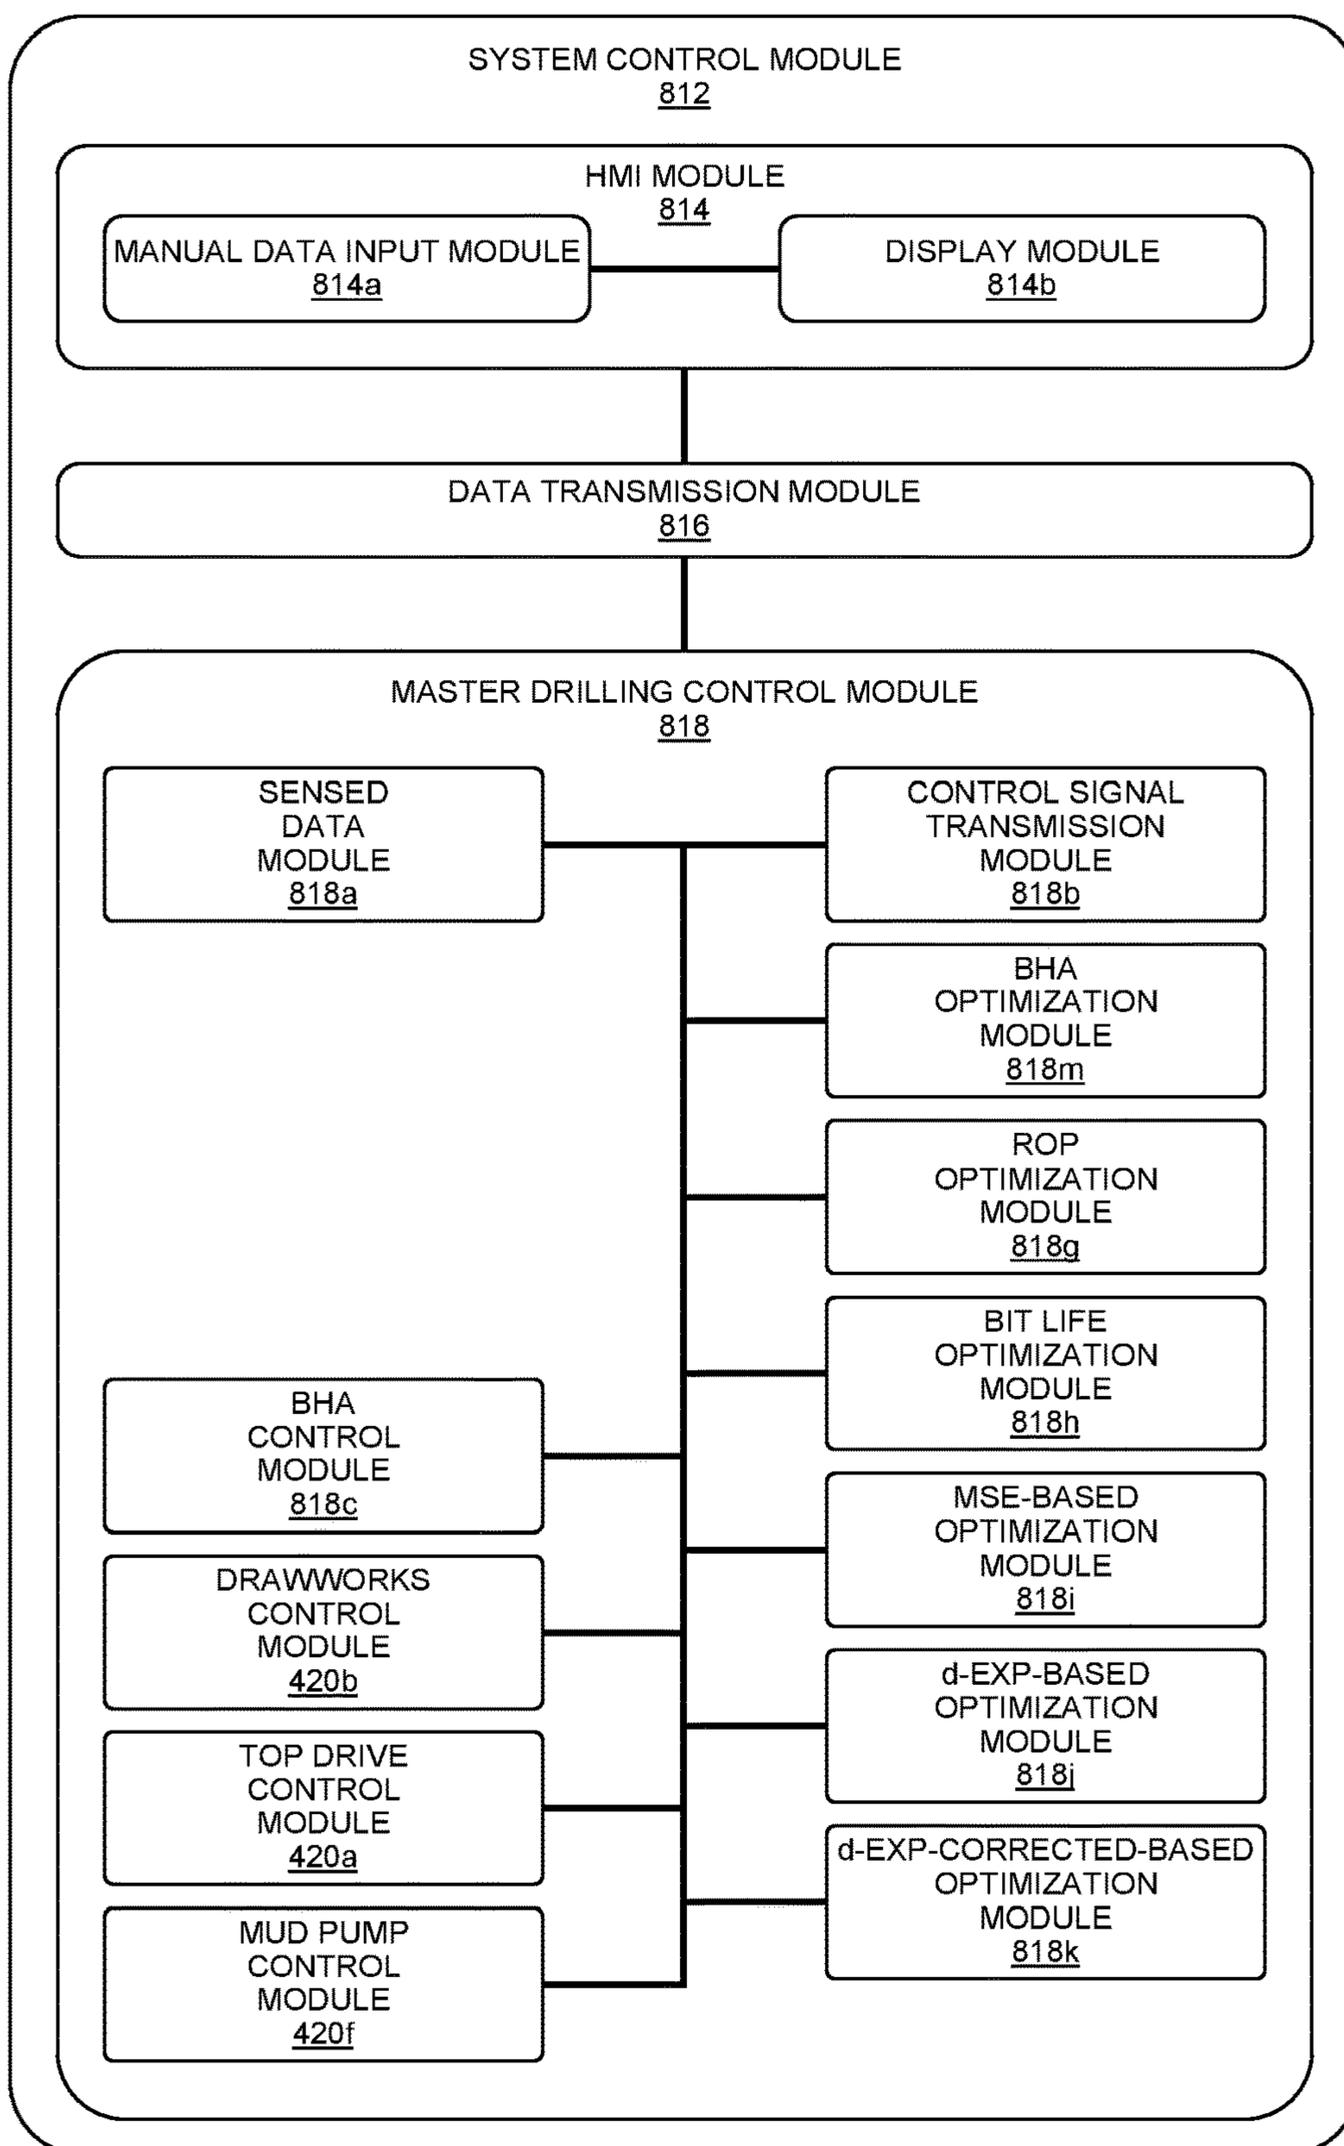 SYSTEM CONTROL MODULE
812
HMI MODULE
814
MANUAL DATA INPUT MODULE
814a
DISPLAY MODULE
814b
DATA TRANSMISSION MODULE
816
MASTER DRILLING CONTROL MODULE
818
SENSED
DATA
MODULE
818a
CONTROL SIGNAL
TRANSMISSION
MODULE
818b
BHA
OPTIMIZATION
MODULE
818m
ROP
OPTIMIZATION
MODULE
818g
BIT LIFE
OPTIMIZATION
MODULE
818h
BHA
CONTROL
MODULE
818c
MSE-BASED
OPTIMIZATION
MODULE
818i
DRAWWORKS
CONTROL
MODULE
420b
d-EXP-BASED
OPTIMIZATION
MODULE
818j
TOP DRIVE
CONTROL
MODULE
420a
d-EXP-CORRECTED-BASED
OPTIMIZATION
MODULE
818k
MUD PUMP
CONTROL
MODULE
420f